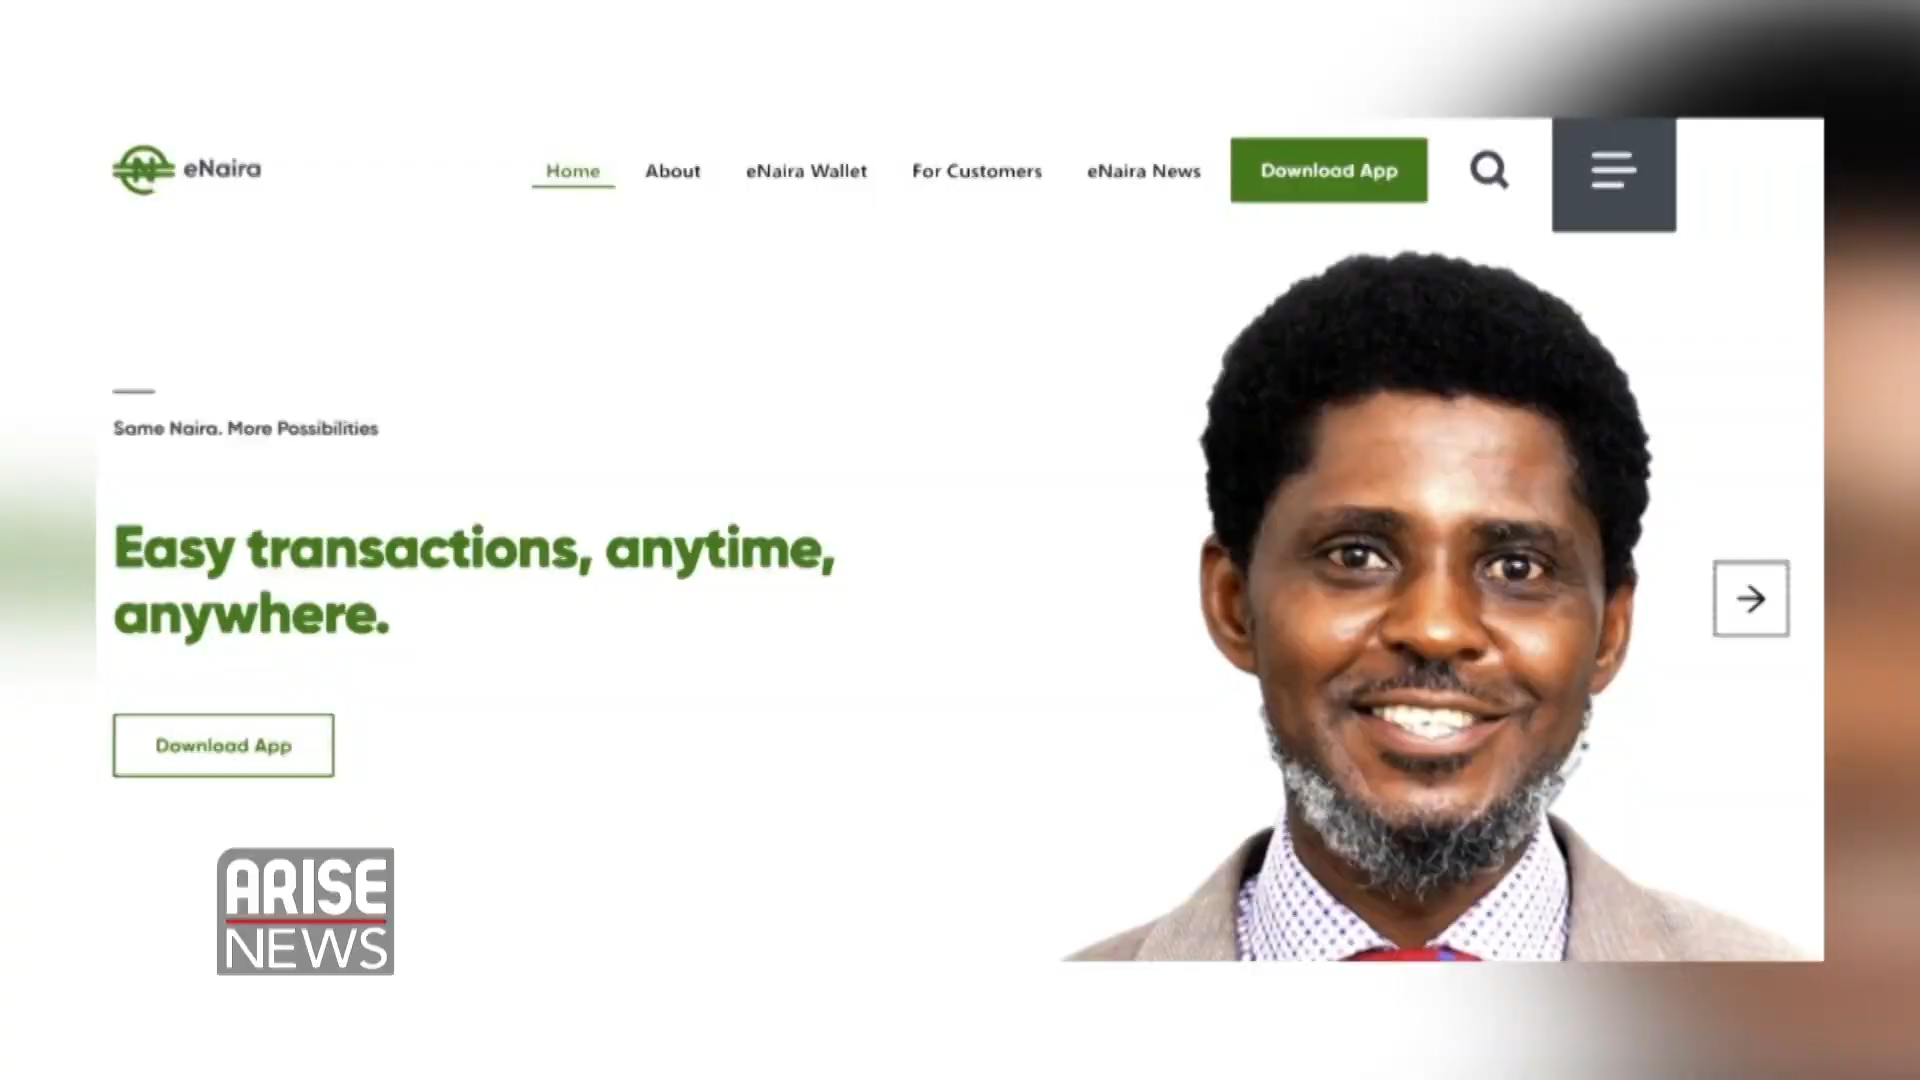 eNaira
Home About eNaira Wallet For Customers eNaira News Download App
Same Naira. More Possibilities
Easy transactions, anytime,
anywhere.
Download App
ARISE
NEWS